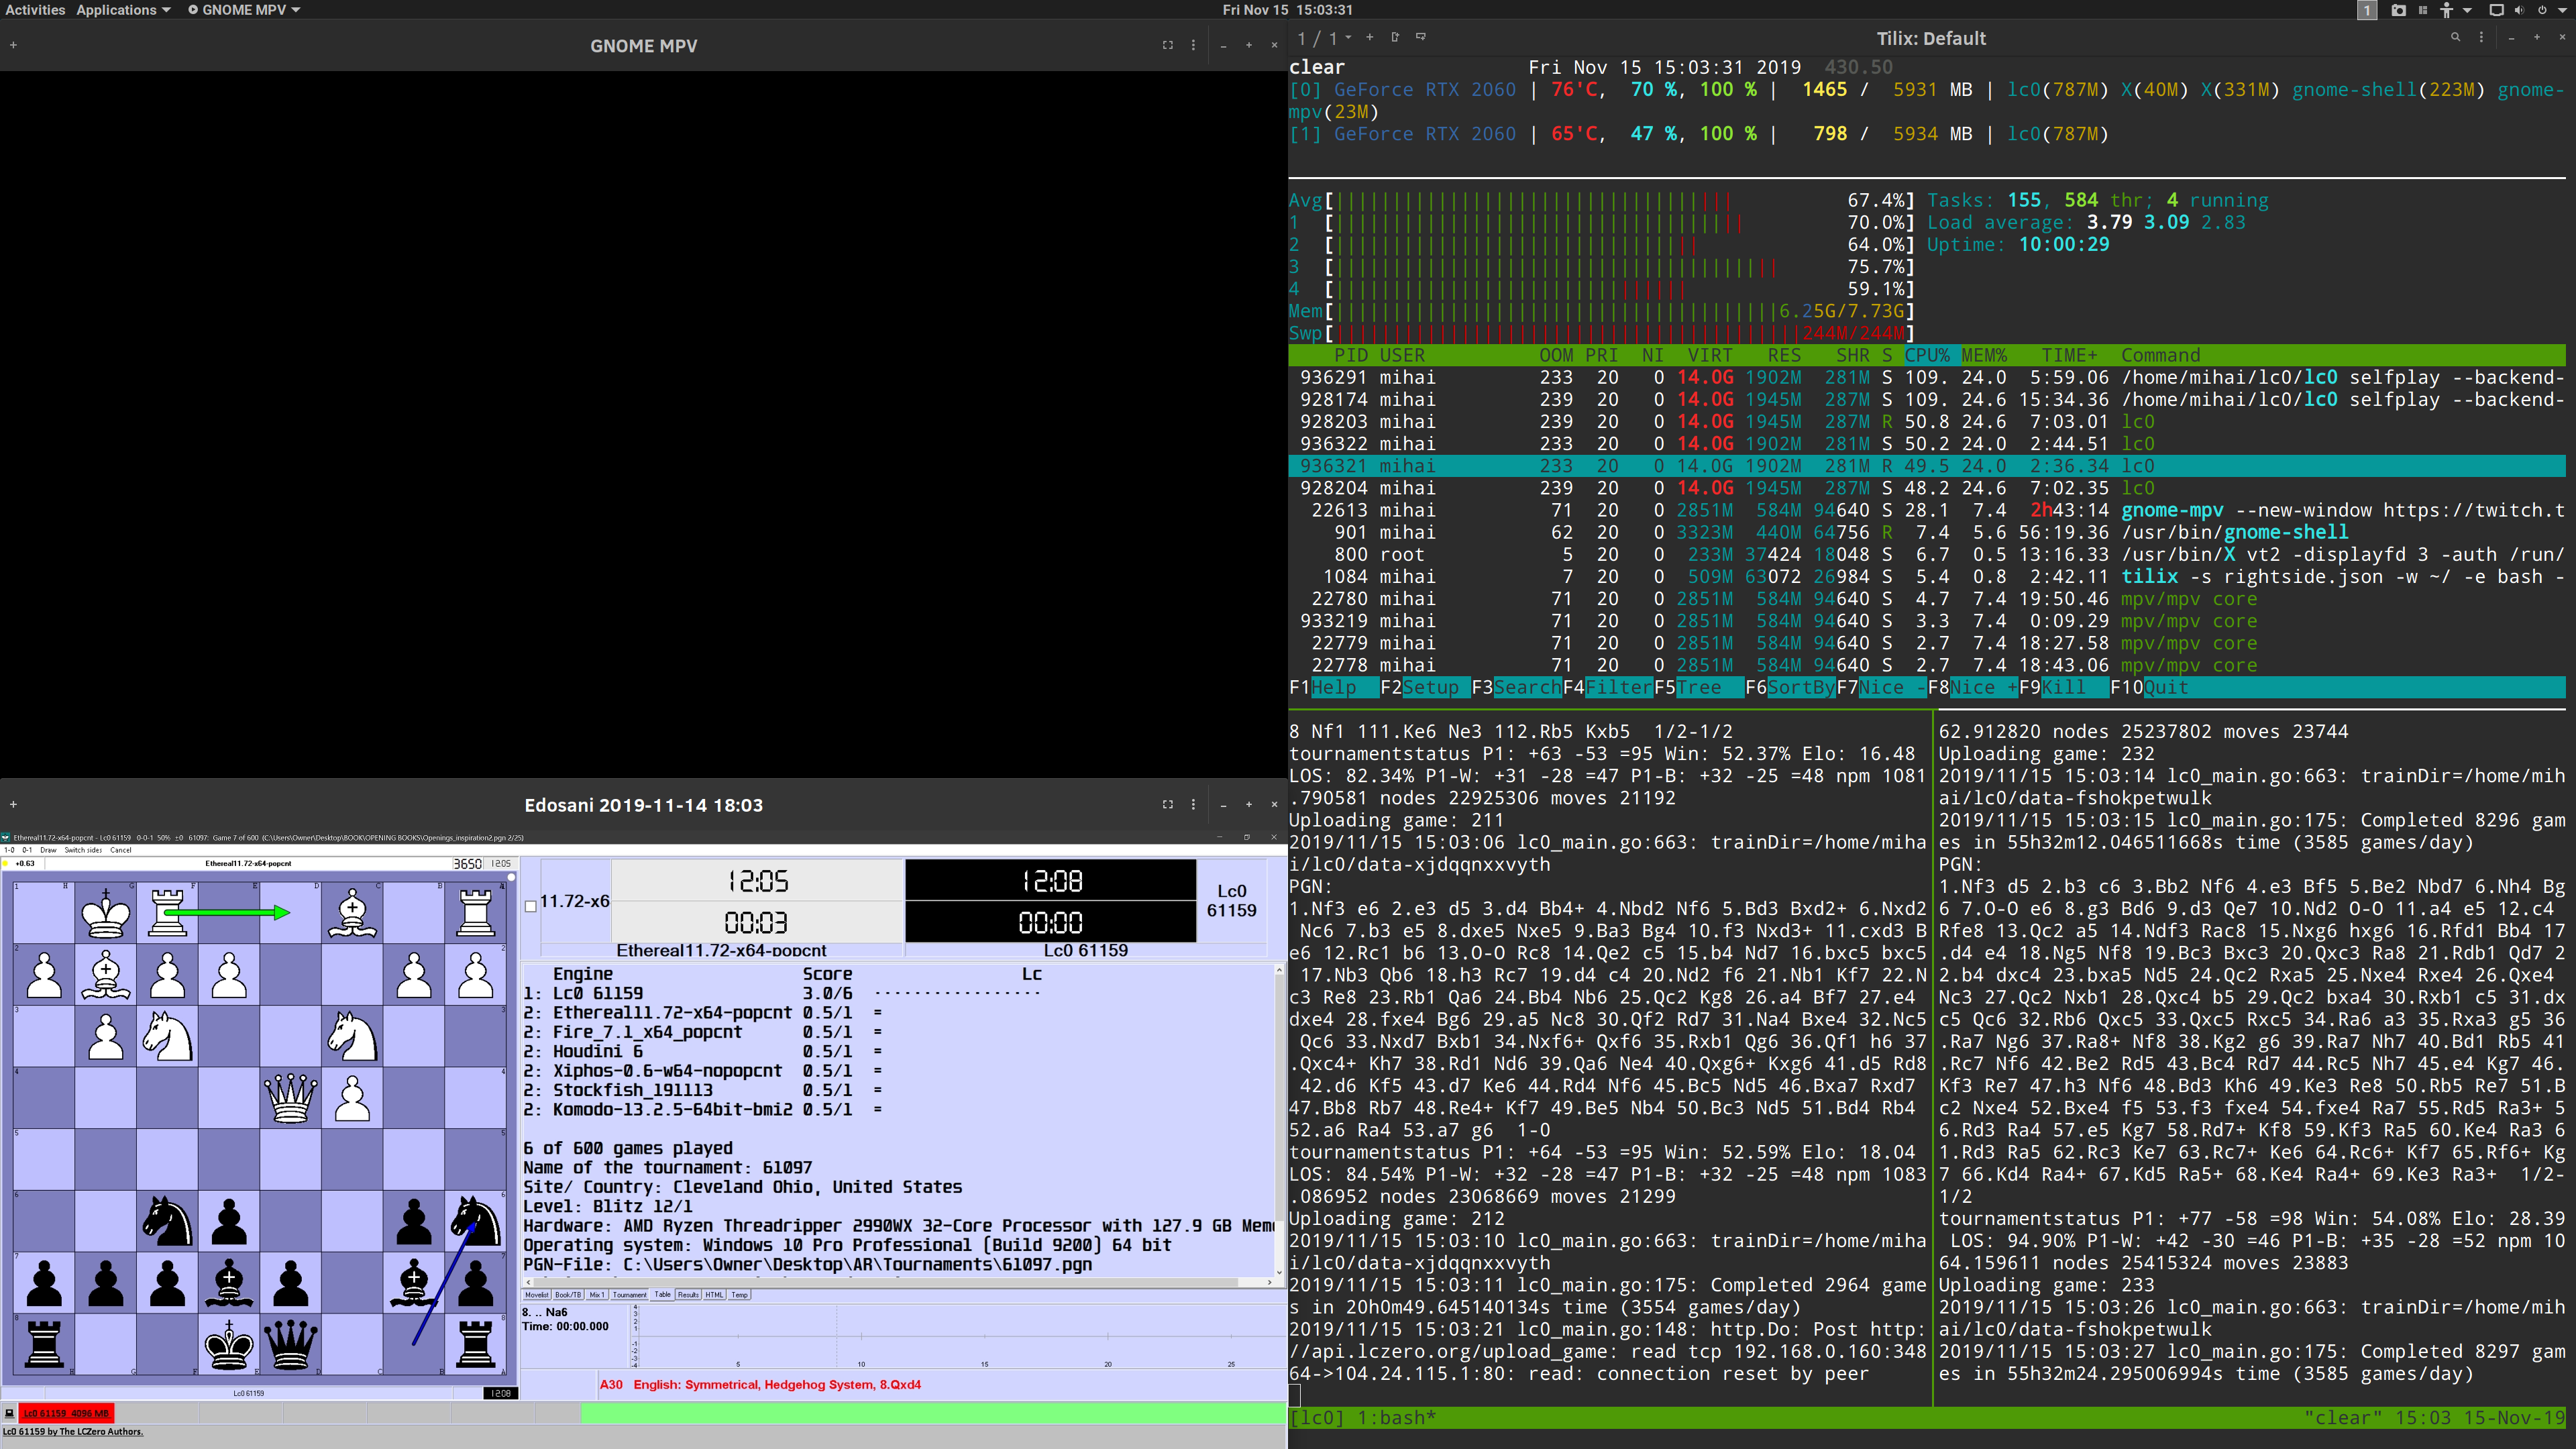 Activities Applications GNOME MPV Fri Nov 15 15:03:31 1
GNOME MPV
1 / 1 Tilix: Default
clear Fri Nov 15 15:03:31 2019 430.50
[0] GeForce RTX 2060 | 76'C, 70 %, 100 % | 1465 / 5931 MB | lc0(787M) X(40M) X(331M) gnome-shell(223M) gnome-
mpv(23M)
[1] GeForce RTX 2060 | 65'C, 47 %, 100 % | 798 / 5934 MB | lc0(787M)
Avg[ 67.4%] Tasks: 155, 584 thr; 4 running
1 [ 70.0%] Load average: 3.79 3.09 2.83
2 [ 64.0%] Uptime: 10:00:29
3 [ 75.7%]
4 [ 59.1%]
Mem[ 6.25G/7.73G]
Swp[ 244M/244M]
PID USER OOM PRI NI VIRT RES SHR S CPU% MEM% TIME+ Command
936291 mihai 233 20 0 14.0G 1902M 281M S 109. 24.0 5:59.06 /home/mihai/lc0/lc0 selfplay --backend-
928174 mihai 239 20 0 14.0G 1945M 287M S 109. 24.6 15:34.36 /home/mihai/lc0/lc0 selfplay --backend-
928203 mihai 239 20 0 14.0G 1945M 287M R 50.8 24.6 7:03.01 lc0
936322 mihai 233 20 0 14.0G 1902M 281M S 50.2 24.0 2:44.51 lc0
936321 mihai 233 20 0 14.0G 1902M 281M R 49.5 24.0 2:36.34 lc0
928204 mihai 239 20 0 14.0G 1945M 287M S 48.2 24.6 7:02.35 lc0
22613 mihai 71 20 0 2851M 584M 94640 S 28.1 7.4 2h43:14 gnome-mpv --new-window https://twitch.t
901 mihai 62 20 0 3323M 440M 64756 R 7.4 5.6 56:19.36 /usr/bin/gnome-shell
800 root 5 20 0 233M 37424 18048 S 6.7 0.5 13:16.33 /usr/bin/X vt2 -displayfd 3 -auth /run/
1084 mihai 7 20 0 509M 63072 26984 S 5.4 0.8 2:42.11 tilix -s rightside.json -w ~/ -e bash -
22780 mihai 71 20 0 2851M 584M 94640 S 4.7 7.4 19:50.46 mpv/mpv core
933219 mihai 71 20 0 2851M 584M 94640 S 3.3 7.4 0:09.29 mpv/mpv core
22779 mihai 71 20 0 2851M 584M 94640 S 2.7 7.4 18:27.58 mpv/mpv core
22778 mihai 71 20 0 2851M 584M 94640 S 2.7 7.4 18:43.06 mpv/mpv core
F1Help F2Setup F3SearchF4FilterF5Tree F6SortByF7Nice -F8Nice +F9Kill F10Quit
8 Nf1 111.Ke6 Ne3 112.Rb5 Kxb5 1/2-1/2
tournamentstatus P1: +63 -53 =95 Win: 52.37% Elo: 16.48
LOS: 82.34% P1-W: +31 -28 =47 P1-B: +32 -25 =48 npm 1081
.790581 nodes 22925306 moves 21192
Uploading game: 211
2019/11/15 15:03:06 lc0_main.go:663: trainDir=/home/miha
i/lc0/data-xjdqqnxxvyth
PGN:
1.Nf3 e6 2.e3 d5 3.d4 Bb4+ 4.Nbd2 Nf6 5.Bd3 Bxd2+ 6.Nxd2
Nc6 7.b3 e5 8.dxe5 Nxe5 9.Ba3 Bg4 10.f3 Nxd3+ 11.cxd3 B
e6 12.Rc1 b6 13.O-O Rc8 14.Qe2 c5 15.b4 Nd7 16.bxc5 bxc5
17.Nb3 Qb6 18.h3 Rc7 19.d4 c4 20.Nd2 f6 21.Nb1 Kf7 22.N
c3 Re8 23.Rb1 Qa6 24.Bb4 Nb6 25.Qc2 Kg8 26.a4 Bf7 27.e4
dxe4 28.fxe4 Bg6 29.a5 Nc8 30.Qf2 Rd7 31.Na4 Bxe4 32.Nc5
Qc6 33.Nxd7 Bxb1 34.Nxf6+ Qxf6 35.Rxb1 Qg6 36.Qf1 h6 37
.Qxc4+ Kh7 38.Rd1 Nd6 39.Qa6 Ne4 40.Qxg6+ Kxg6 41.d5 Rd8
42.d6 Kf5 43.d7 Ke6 44.Rd4 Nf6 45.Bc5 Nd5 46.Bxa7 Rxd7
47.Bb8 Rb7 48.Re4+ Kf7 49.Be5 Nb4 50.Bc3 Nd5 51.Bd4 Rb4
52.a6 Ra4 53.a7 g6 1-0
tournamentstatus P1: +64 -53 =95 Win: 52.59% Elo: 18.04
LOS: 84.54% P1-W: +32 -28 =47 P1-B: +32 -25 =48 npm 1083
.086952 nodes 23068669 moves 21299
Uploading game: 212
2019/11/15 15:03:10 lc0_main.go:663: trainDir=/home/miha
i/lc0/data-xjdqqnxxvyth
2019/11/15 15:03:11 lc0_main.go:175: Completed 2964 game
s in 20h0m49.645140134s time (3554 games/day)
2019/11/15 15:03:21 lc0_main.go:148: http.Do: Post http:
//api.lczero.org/upload_game: read tcp 192.168.0.160:348
64->104.24.115.1:80: read: connection reset by peer
62.912820 nodes 25237802 moves 23744
Uploading game: 232
2019/11/15 15:03:14 lc0_main.go:663: trainDir=/home/mih
ai/lc0/data-fshokpetwulk
2019/11/15 15:03:15 lc0_main.go:175: Completed 8296 gam
es in 55h32m12.046511668s time (3585 games/day)
PGN:
1.Nf3 d5 2.b3 c6 3.Bb2 Nf6 4.e3 Bf5 5.Be2 Nbd7 6.Nh4 Bg
6 7.O-O e6 8.g3 Bd6 9.d3 Qe7 10.Nd2 O-O 11.a4 e5 12.c4
Rfe8 13.Qc2 a5 14.Ndf3 Rac8 15.Nxg6 hxg6 16.Rfd1 Bb4 17
.d4 e4 18.Ng5 Nf8 19.Bc3 Bxc3 20.Qxc3 Ra8 21.Rdb1 Qd7 2
2.b4 dxc4 23.bxa5 Nd5 24.Qc2 Rxa5 25.Nxe4 Rxe4 26.Qxe4
Nc3 27.Qc2 Nxb1 28.Qxc4 b5 29.Qc2 bxa4 30.Rxb1 c5 31.dx
c5 Qc6 32.Rb6 Qxc5 33.Qxc5 Rxc5 34.Ra6 a3 35.Rxa3 g5 36
.Ra7 Ng6 37.Ra8+ Nf8 38.Kg2 g6 39.Ra7 Nh7 40.Bd1 Rb5 41
.Rc7 Nf6 42.Be2 Rd5 43.Bc4 Rd7 44.Rc5 Nh7 45.e4 Kg7 46.
Kf3 Re7 47.h3 Nf6 48.Bd3 Kh6 49.Ke3 Re8 50.Rb5 Re7 51.B
c2 Nxe4 52.Bxe4 f5 53.f3 fxe4 54.fxe4 Ra7 55.Rd5 Ra3+ 5
6.Rd3 Ra4 57.e5 Kg7 58.Rd7+ Kf8 59.Kf3 Ra5 60.Ke4 Ra3 6
1.Rd3 Ra5 62.Rc3 Ke7 63.Rc7+ Ke6 64.Rc6+ Kf7 65.Rf6+ Kg
7 66.Kd4 Ra4+ 67.Kd5 Ra5+ 68.Ke4 Ra4+ 69.Ke3 Ra3+ 1/2-
1/2
tournamentstatus P1: +77 -58 =98 Win: 54.08% Elo: 28.39
LOS: 94.90% P1-W: +42 -30 =46 P1-B: +35 -28 =52 npm 10
64.159611 nodes 25415324 moves 23883
Uploading game: 233
2019/11/15 15:03:26 lc0_main.go:663: trainDir=/home/mih
ai/lc0/data-fshokpetwulk
2019/11/15 15:03:27 lc0_main.go:175: Completed 8297 gam
es in 55h32m24.295006994s time (3585 games/day)
[lc0] 1:bash* "clear" 15:03 15-Nov-19
Edosani 2019-11-14 18:03
Ethereal11.72-x64-popcnt - Lc0 61159 0-0-1 50% ±0 61097: Game 7 of 600 (C:\Users\Owner\Desktop\BOOK\OPENING BOOKS\Openings_inspiration2.pgn 2/25)
1-0 0-1 Draw Switch sides Cancel
+0.63 Ethereal11.72-x64-popcnt 3650 12:05
H G F E D C B A
1
2
3
4
5
6
7
8
H G F E D C B A
Lc0 61159 12:08
11.72-x6 12:05 12:08 Lc0
61159
00:03 00:00
Ethereal11.72-x64-popcnt Lc0 61159
Engine Score Lc
1: Lc0 61159 3.0/6 ·················
2: Ethereal11.72-x64-popcnt 0.5/1 =
2: Fire_7.1_x64_popcnt 0.5/1 =
2: Houdini 6 0.5/1 =
2: Xiphos-0.6-w64-nopopcnt 0.5/1 =
2: Stockfish_191113 0.5/1 =
2: Komodo-13.2.5-64bit-bmi2 0.5/1 =
6 of 600 games played
Name of the tournament: 61097
Site/ Country: Cleveland Ohio, United States
Level: Blitz 12/1
Hardware: AMD Ryzen Threadripper 2990WX 32-Core Processor with 127.9 GB Mem
Operating system: Windows 10 Pro Professional (Build 9200) 64 bit
PGN-File: C:\Users\Owner\Desktop\AR\Tournaments\61097.pgn
Movelist Book/TB Mix 1 Tournament Table Results HTML Temp
8. .. Na6
Time: 00:00.000
4
3
2
1
-1
-2
-3
-4
5 10 15 20 25
A30 English: Symmetrical, Hedgehog System, 8.Qxd4
Lc0 61159 4096 MB
Lc0 61159 by The LCZero Authors.